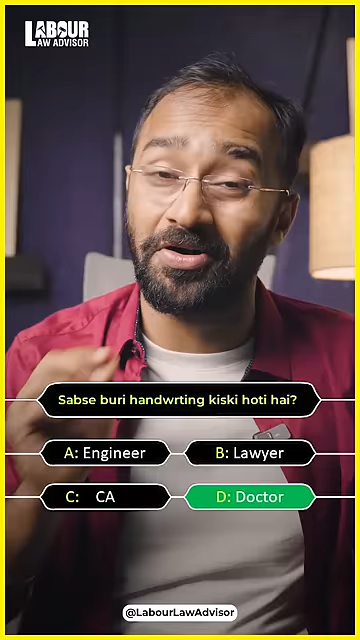 LABOUR
LAW ADVISOR
Sabse buri handwrting kiski hoti hai?
A: Engineer
B: Lawyer
C: CA
D: Doctor
@LabourLawAdvisor